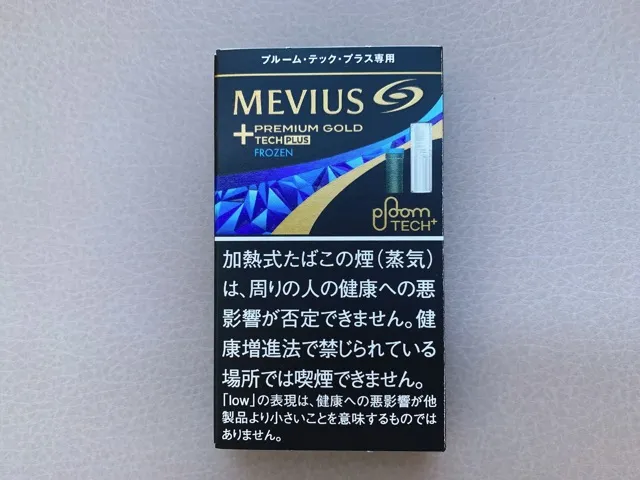 プルーム・テック・プラス専用
MEVIUS
+PREMIUM GOLD
TECH PLUS
FROZEN
ploom
TECH+
加熱式たばこの煙(蒸気)
は、周りの人の健康への悪
影響が否定できません。健
康増進法で禁じられている
場所では喫煙できません。
「low」の表現は、健康への悪影響が他
製品より小さいことを意味するものでは
ありません。